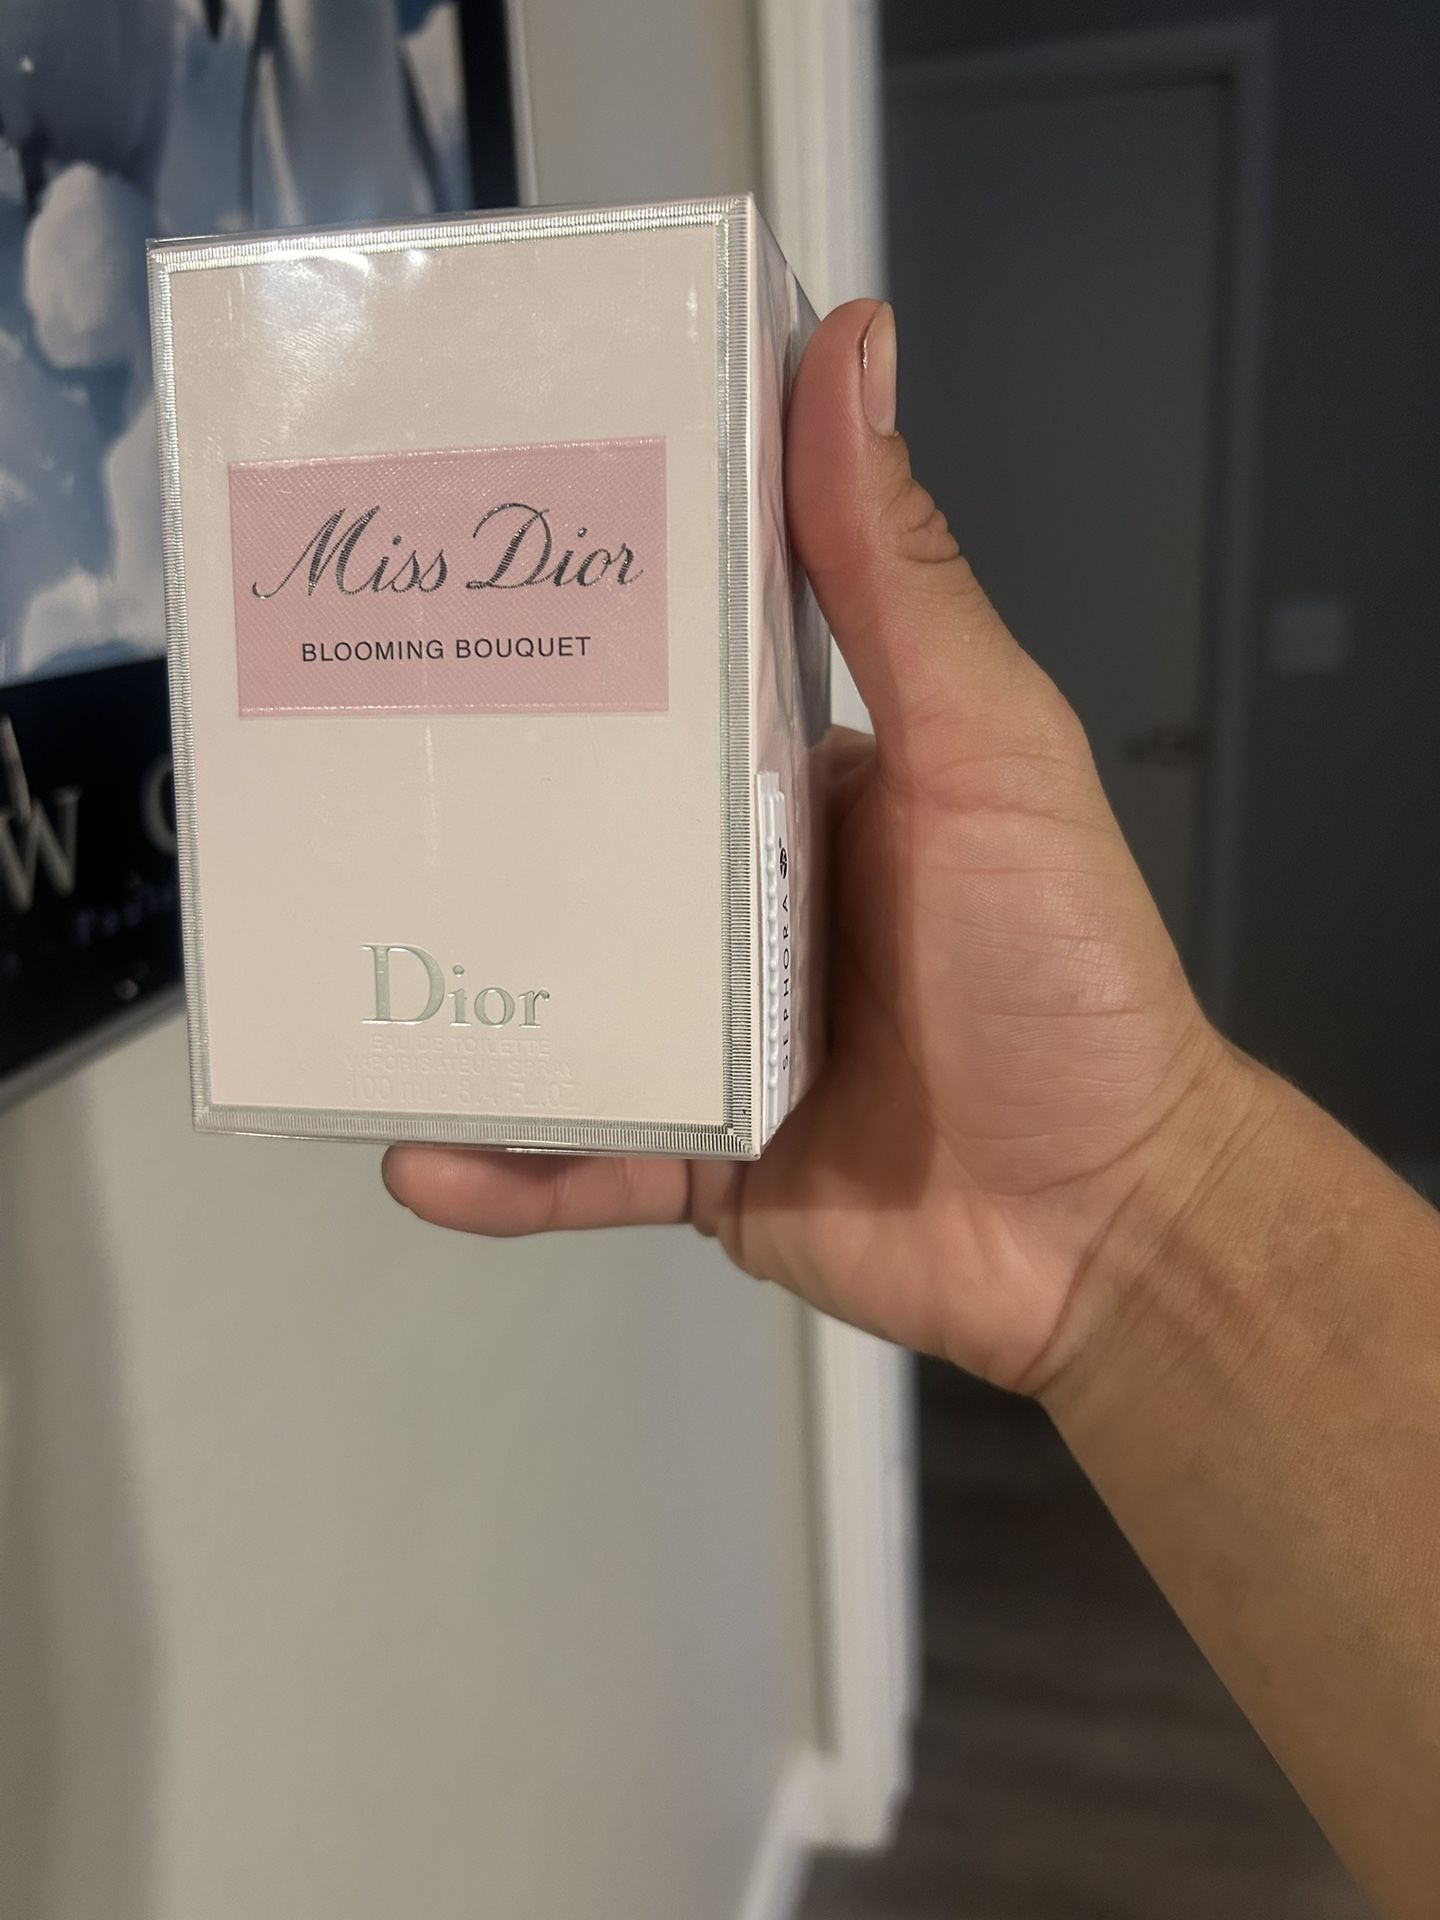 Miss Dior
BLOOMING BOUQUET
Dior
EAU DE TOILETTE
VAPORISATEUR SPRAY
100 ml - 3.4 FL.OZ
SEPHORA
W